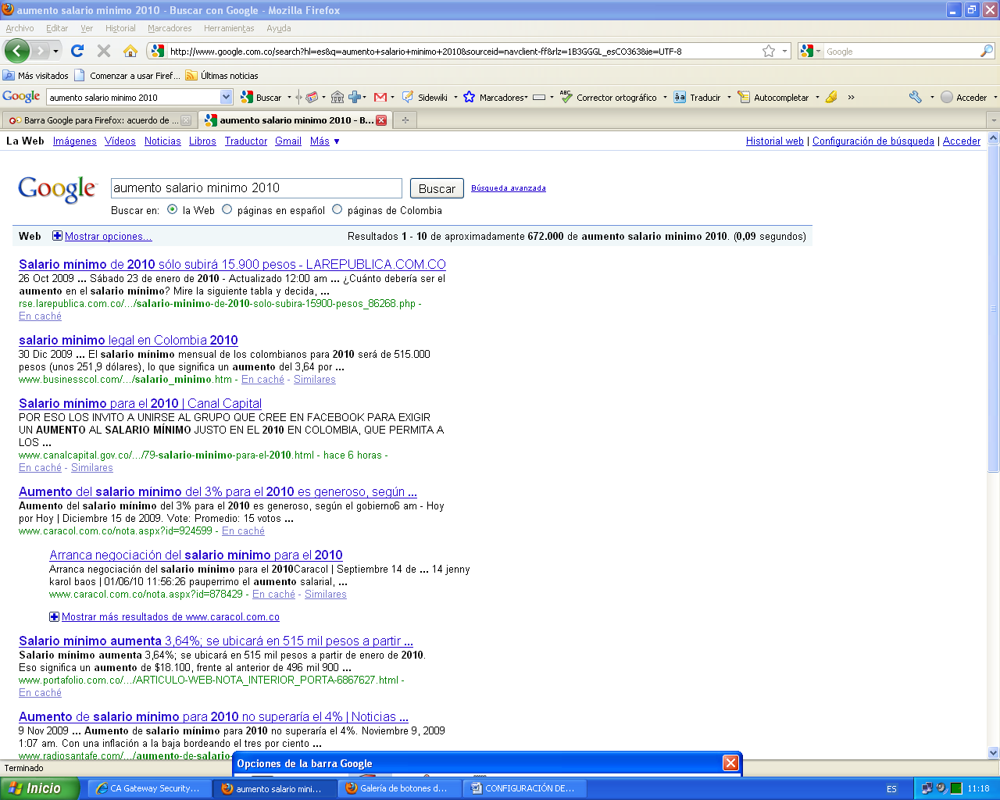 aumento salario minimo 2010 - Buscar con Google - Mozilla Firefox
Archivo Editar Ver Historial Marcadores Herramientas Ayuda
http://www.google.com.co/search?hl=es&q=aumento+salario+minimo+2010&sourceid=navclient-ff&rlz=1B3GGGL_esCO363&ie=UTF-8 Google
Más visitados Comenzar a usar Firef... Últimas noticias
Google aumento salario minimo 2010 Buscar Sidewiki Marcadores ABC Corrector ortográfico aá Traducir Autocompletar » Acceder
Barra Google para Firefox: acuerdo de ... aumento salario minimo 2010 - B...
La Web Imágenes Vídeos Noticias Libros Traductor Gmail Más ▼ Historial web | Configuración de búsqueda | Acceder
Google aumento salario minimo 2010 Buscar Búsqueda avanzada
Buscar en: la Web páginas en español páginas de Colombia
Web Mostrar opciones... Resultados 1 - 10 de aproximadamente 672.000 de aumento salario minimo 2010. (0,09 segundos)
Salario mínimo de 2010 sólo subirá 15.900 pesos - LAREPUBLICA.COM.CO
26 Oct 2009 ... Sábado 23 de enero de 2010 - Actualizado 12:00 am ... ¿Cuánto debería ser el
aumento en el salario mínimo? Mire la siguiente tabla y decida, ...
rse.larepublica.com.co/.../salario-minimo-de-2010-solo-subira-15900-pesos_86268.php -
En caché
salario minimo legal en Colombia 2010
30 Dic 2009 ... El salario mínimo mensual de los colombianos para 2010 será de 515.000
pesos (unos 251,9 dólares), lo que significa un aumento del 3,64 por ...
www.businesscol.com/.../salario_minimo.htm - En caché - Similares
Salario mínimo para el 2010 | Canal Capital
POR ESO LOS INVITO A UNIRSE AL GRUPO QUE CREE EN FACEBOOK PARA EXIGIR
UN AUMENTO AL SALARIO MÍNIMO JUSTO EN EL 2010 EN COLOMBIA, QUE PERMITA A
LOS ...
www.canalcapital.gov.co/.../79-salario-minimo-para-el-2010.html - hace 6 horas -
En caché - Similares
Aumento del salario mínimo del 3% para el 2010 es generoso, según ...
Aumento del salario mínimo del 3% para el 2010 es generoso, según el gobierno6 am - Hoy
por Hoy | Diciembre 15 de 2009. Vote: Promedio: 15 votos ...
www.caracol.com.co/nota.aspx?id=924599 - En caché
Arranca negociación del salario mínimo para el 2010
Arranca negociación del salario mínimo para el 2010Caracol | Septiembre 14 de ... 14 jenny
karol baos | 01/06/10 11:56:26 pauperrimo el aumento salarial, ...
www.caracol.com.co/nota.aspx?id=878429 - En caché - Similares
Mostrar más resultados de www.caracol.com.co
Salario mínimo aumenta 3,64%; se ubicará en 515 mil pesos a partir ...
Salario mínimo aumenta 3,64%; se ubicará en 515 mil pesos a partir de enero de 2010.
Eso significa un aumento de $18.100, frente al anterior de 496 mil 900 ...
www.portafolio.com.co/.../ARTICULO-WEB-NOTA_INTERIOR_PORTA-6867627.html -
En caché
Aumento de salario mínimo para 2010 no superaría el 4% | Noticias ...
9 Nov 2009 ... Aumento de salario mínimo para 2010 no superaría el 4%. Noviembre 9, 2009
1:07 am. Con una inflación a la baja bordeando el tres por ciento ...
www.radiosantafe.com/.../aumento-de-salario-
Opciones de la barra Google
Terminado
Inicio CA Gateway Security... aumento salario mini... Galería de botones d... CONFIGURACIÓN DE... ES 11:18